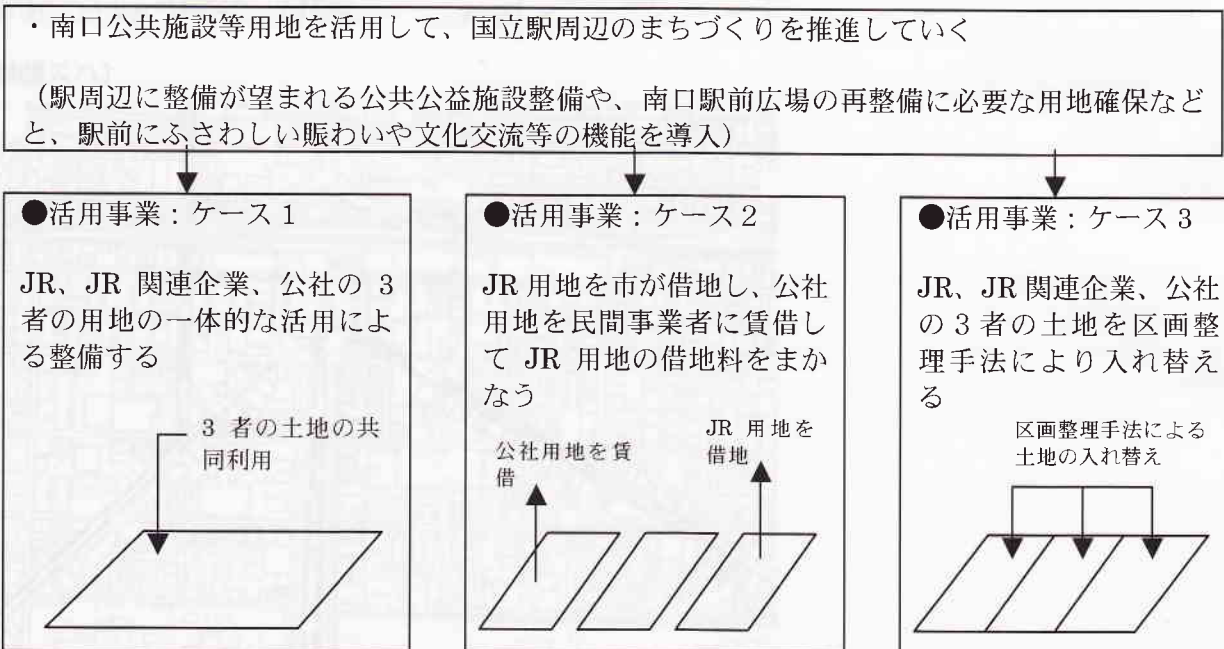 ・南口公共施設等用地を活用して、国立駅周辺のまちづくりを推進していく
（駅周辺に整備が望まれる公共公益施設整備や、南口駅前広場の再整備に必要な用地確保など
と、駅前にふさわしい賑わいや文化交流等の機能を導入）
●活用事業：ケース１
JR、JR 関連企業、公社の 3
者の用地の一体的な活用によ
る整備する
3 者の土地の共
同利用
●活用事業：ケース２
JR 用地を市が借地し、公社
用地を民間事業者に賃借し
て JR 用地の借地料をまか
なう
公社用地を賃
借
JR 用地を
借地
●活用事業：ケース 3
JR、JR 関連企業、公社
の 3 者の土地を区画整
理手法により入れ替え
る
区画整理手法による
土地の入れ替え